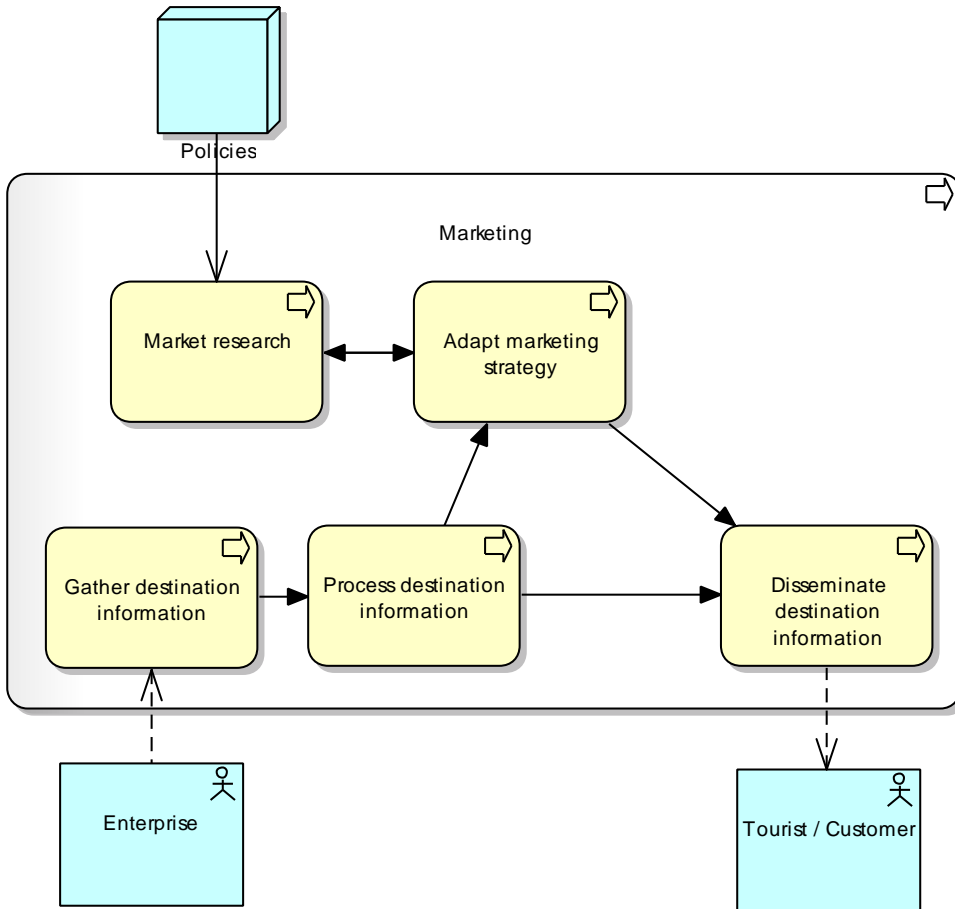 Policies
Marketing
Market research
Adapt marketing
strategy
Gather destination
information
Process destination
information
Disseminate
destination
information
Enterprise
Tourist / Customer